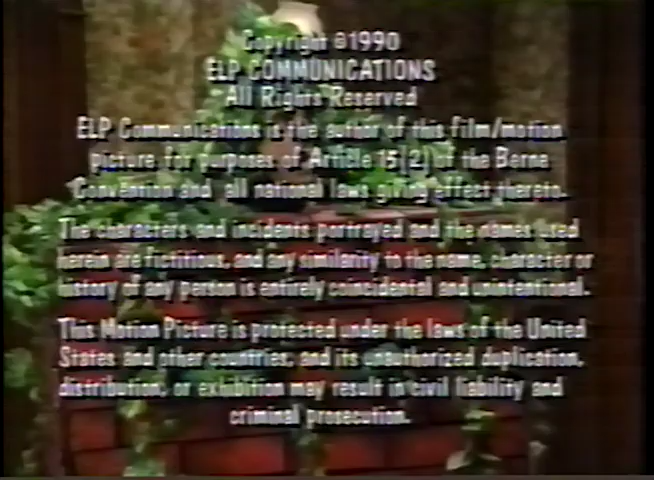 Copyright ©1990
ELP COMMUNICATIONS
All Rights Reserved
ELP Communications is the author of this film/motion
picture for purposes of Article 15(2) of the Berne
Convention and all national laws giving effect thereto.
The characters and incidents portrayed and the names used
herein are fictitious, and any similarity to the name, character or
history of any person is entirely coincidental and unintentional.
This Motion Picture is protected under the laws of the United
States and other countries, and its unauthorized duplication,
distribution, or exhibition may result in civil liability and
criminal prosecution.